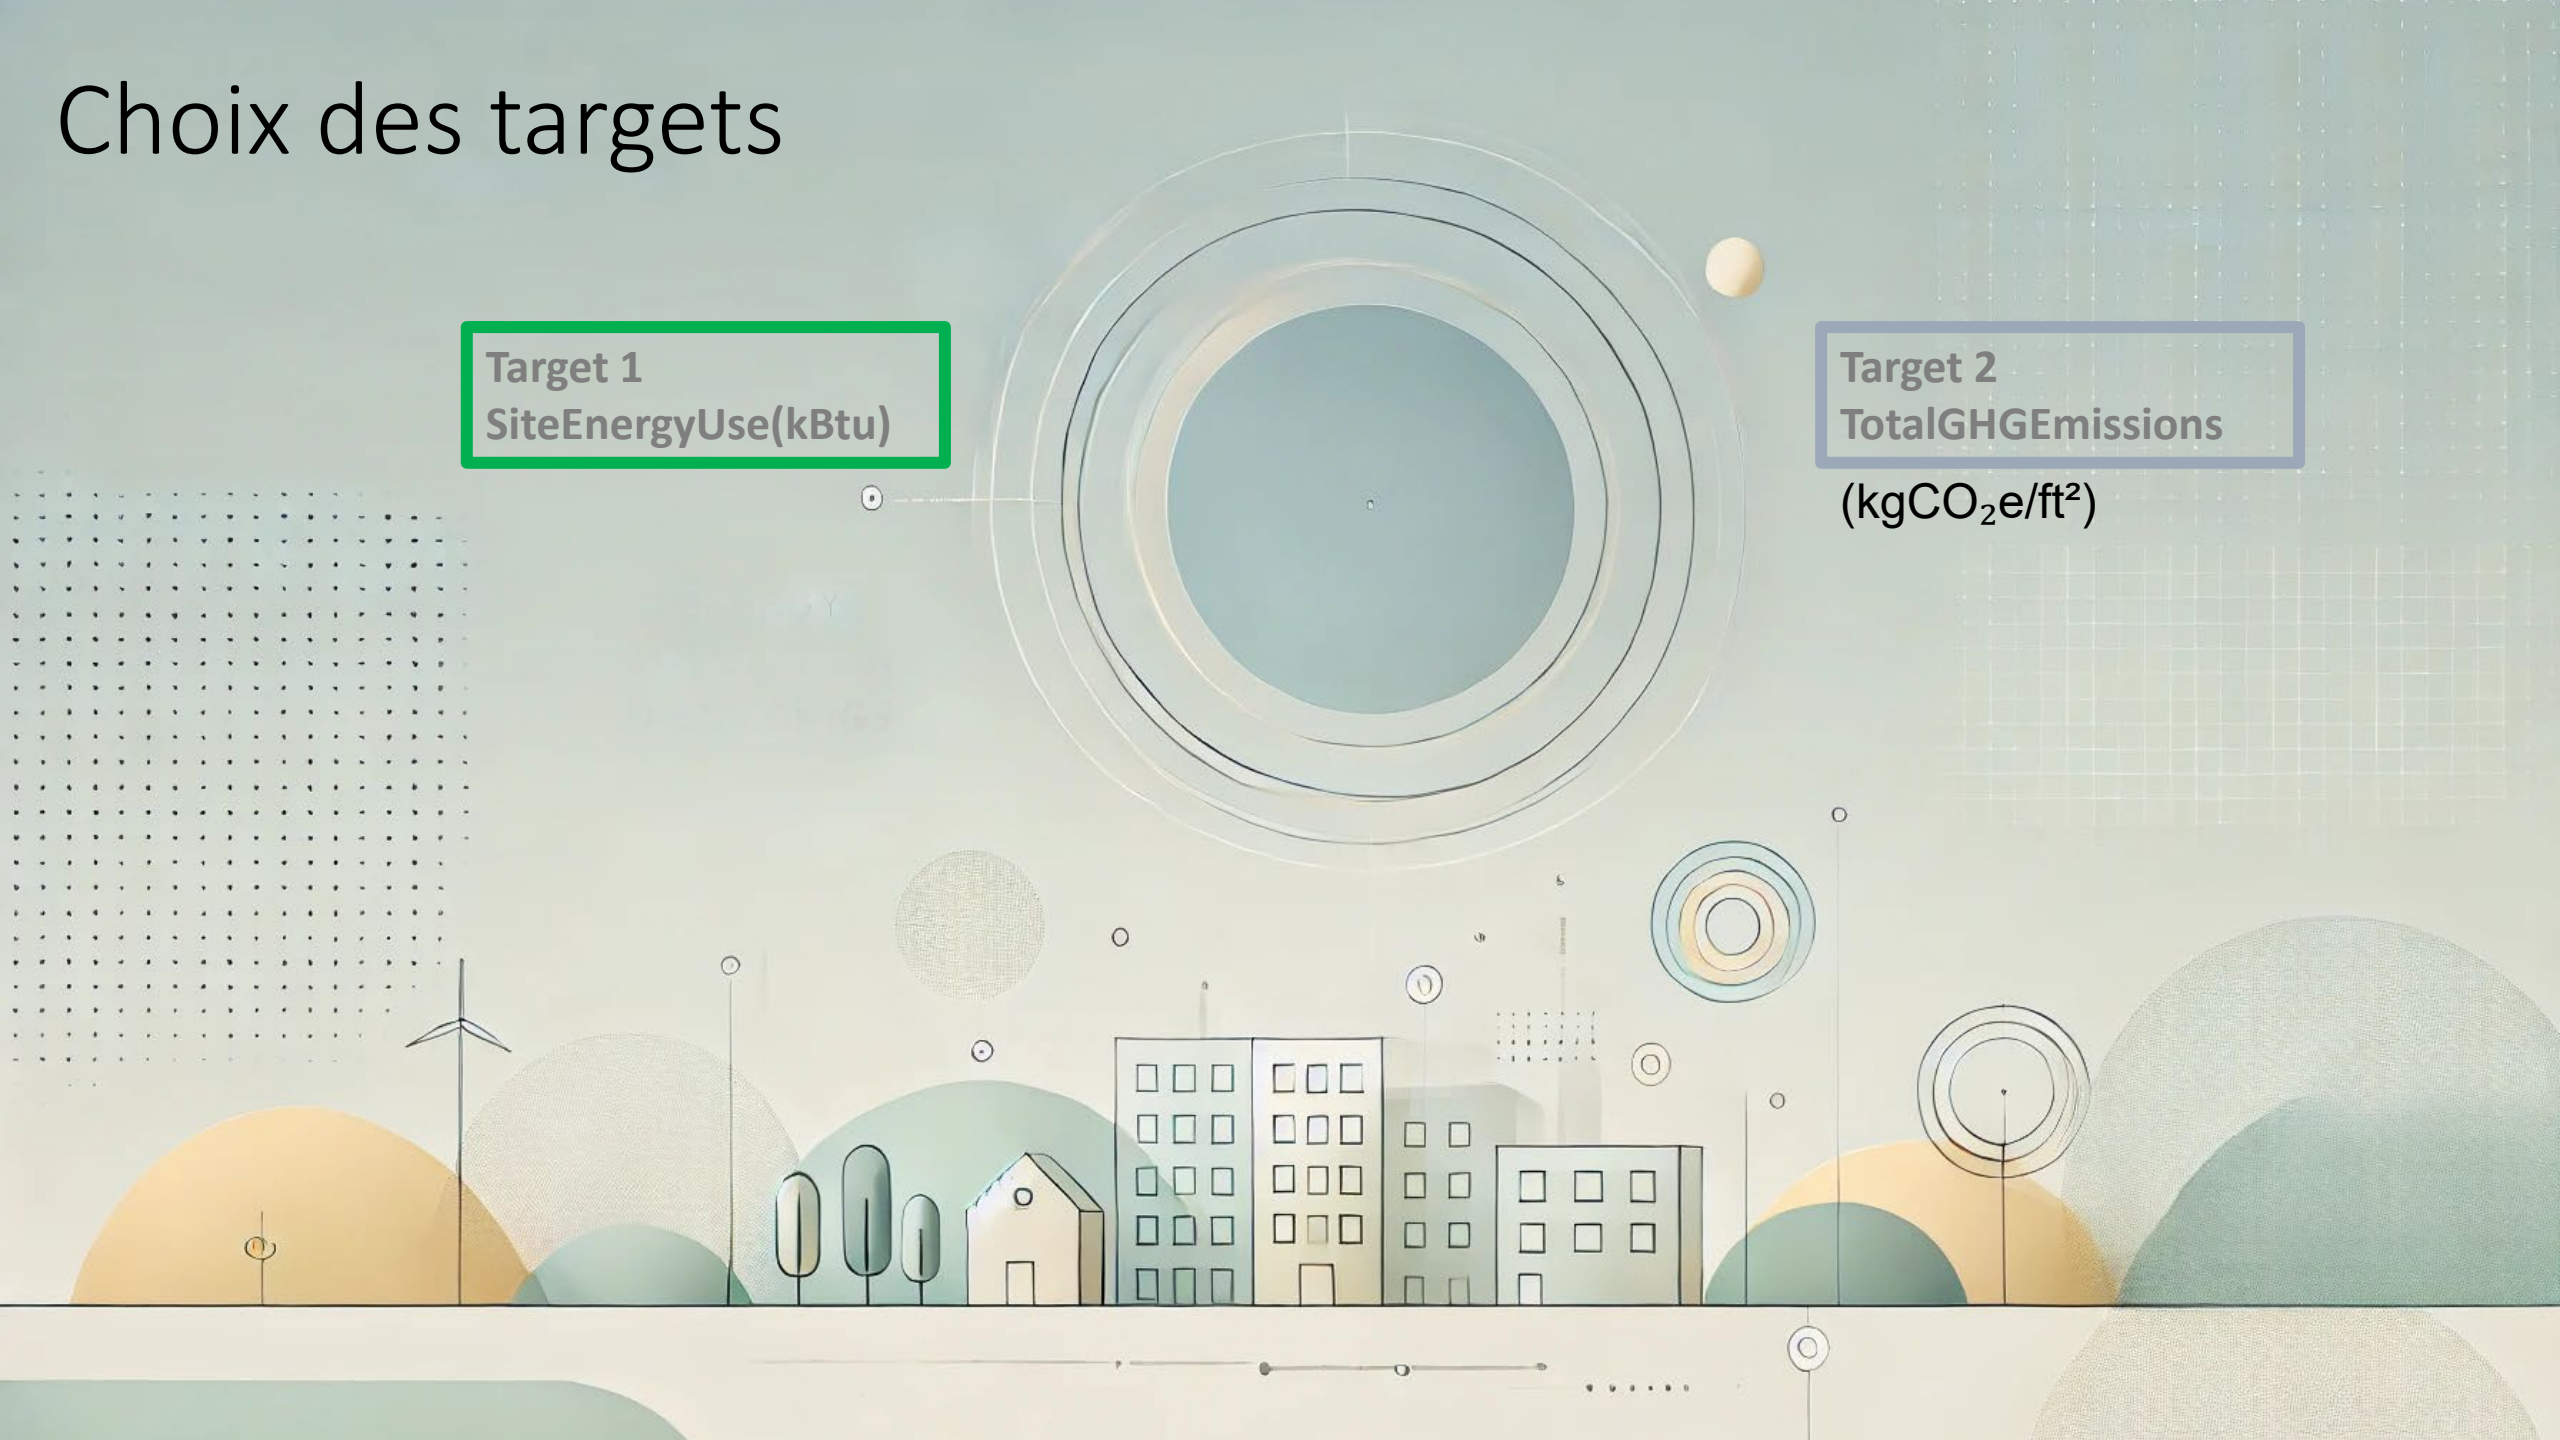 Choix des targets
Target 1
SiteEnergyUse(kBtu)
Target 2
TotalGHGEmissions
(kgCO₂e/ft²)